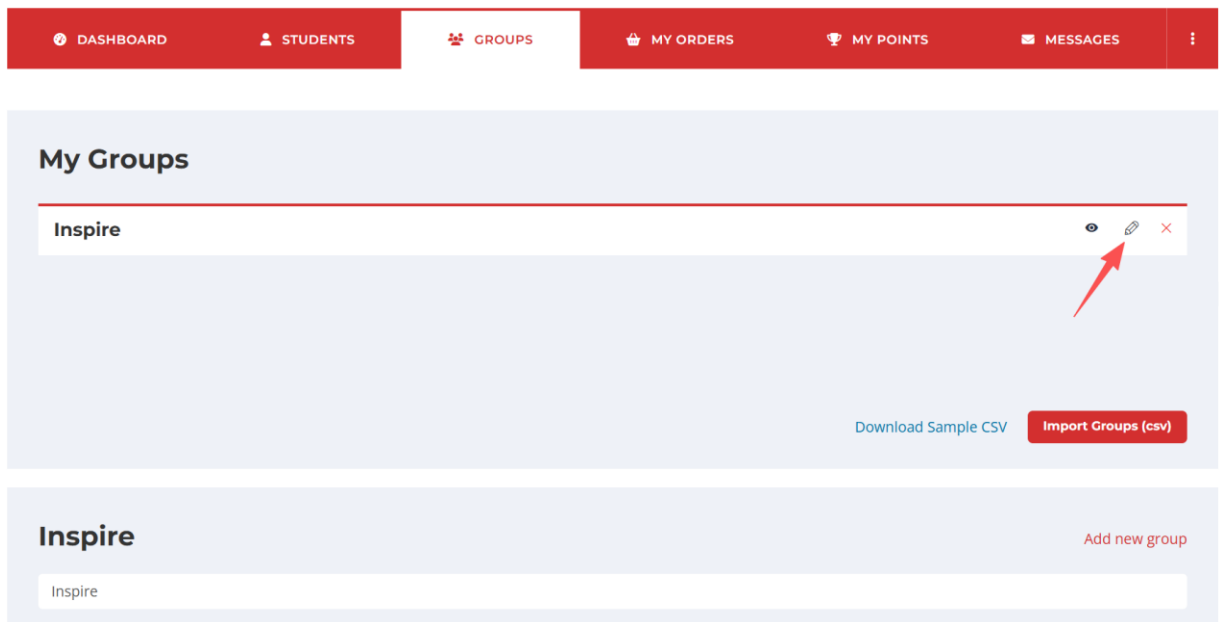 DASHBOARD STUDENTS GROUPS MY ORDERS MY POINTS MESSAGES
My Groups
Inspire
Download Sample CSV Import Groups (csv)
Inspire Add new group
Inspire